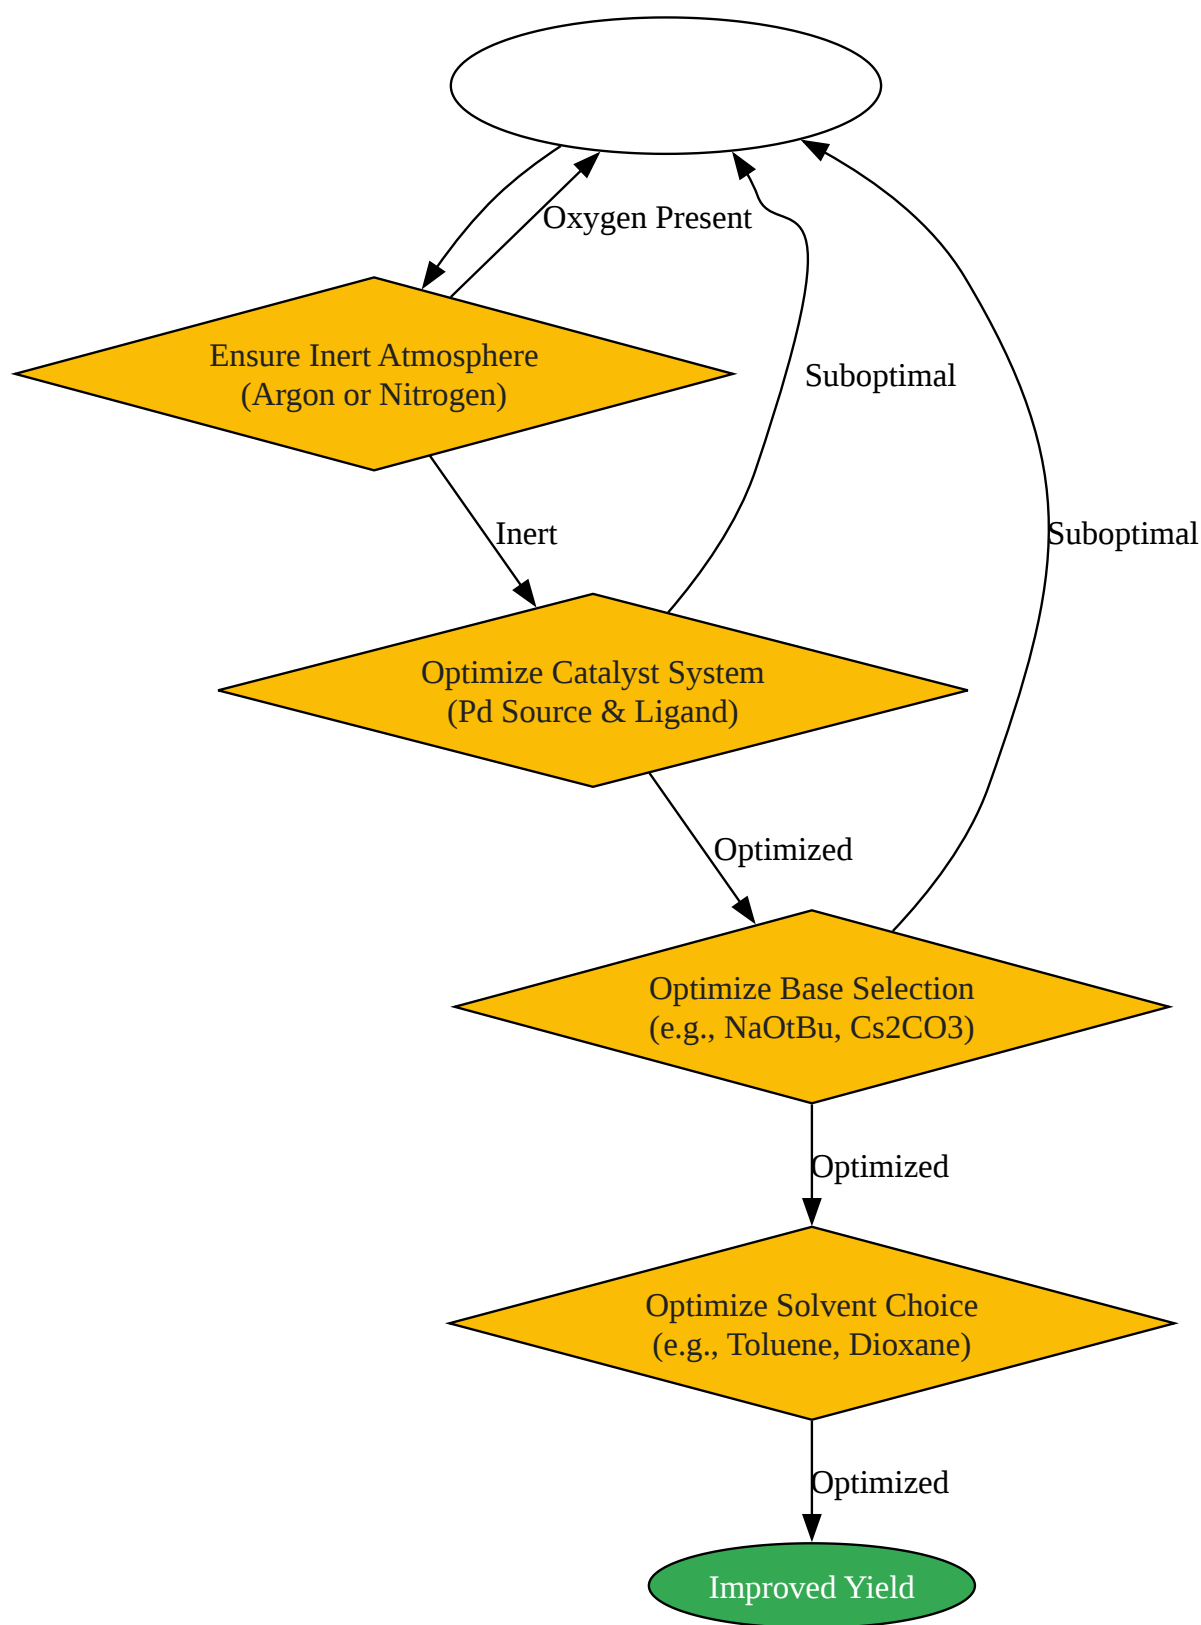 Oxygen Present
Ensure Inert Atmosphere
(Argon or Nitrogen)
Suboptimal
Inert
Suboptimal
Optimize Catalyst System
(Pd Source & Ligand)
Optimized
Optimize Base Selection
(e.g., NaOtBu, Cs2CO3)
Optimized
Optimize Solvent Choice
(e.g., Toluene, Dioxane)
Optimized
Improved Yield